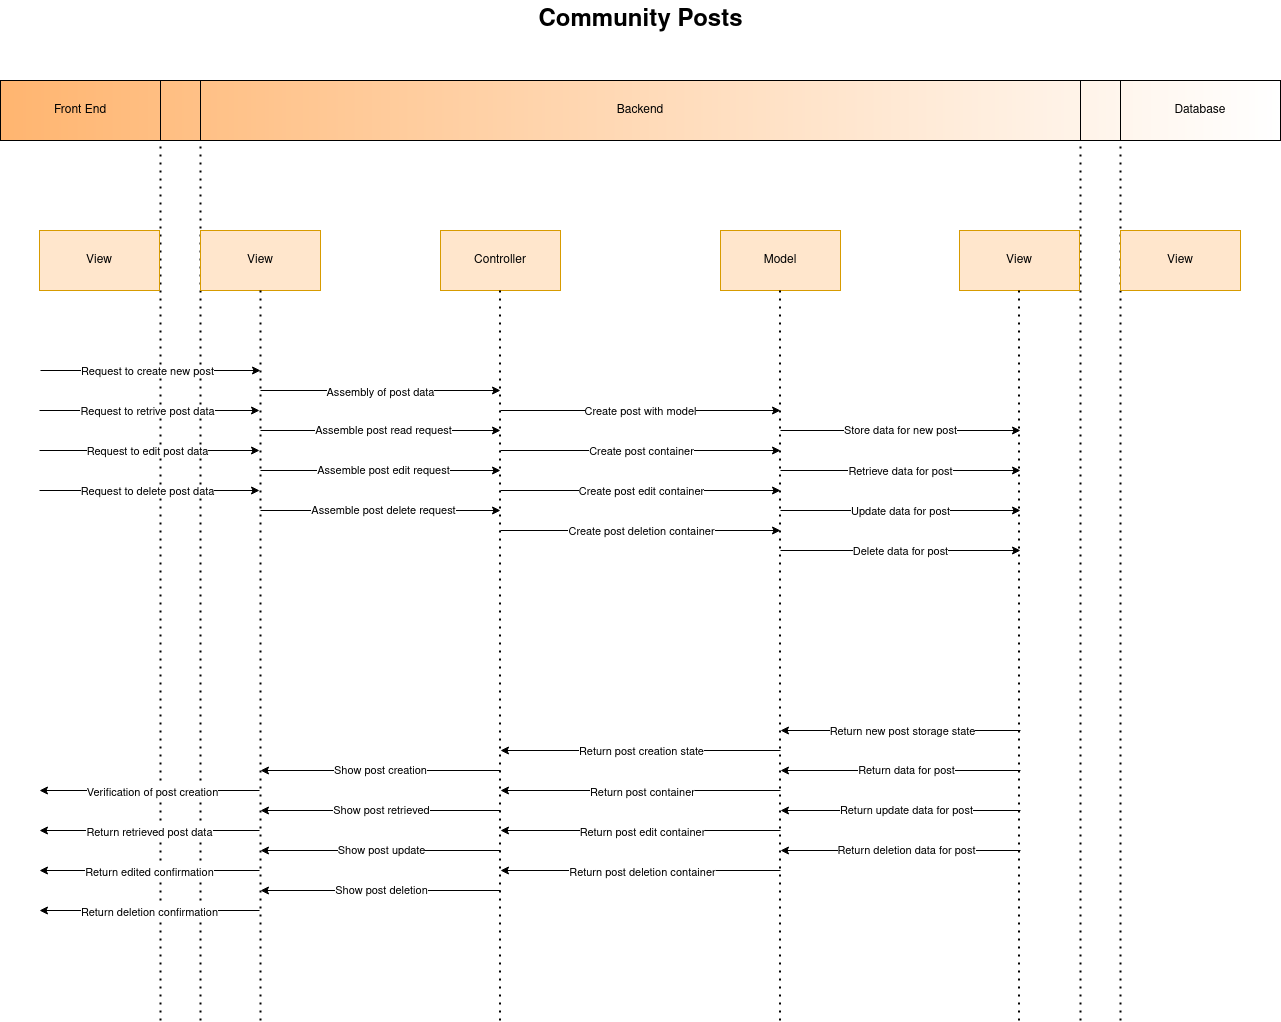 Community Posts
Front End
Backend
Database
View
View
Controller
Model
View
View
Request to create new post
Assembly of post data
Request to retrive post data
Create post with model
Assemble post read request
Store data for new post
Request to edit post data
Create post container
Assemble post edit request
Retrieve data for post
Request to delete post data
Create post edit container
Assemble post delete request
Update data for post
Create post deletion container
Delete data for post
Return new post storage state
Return post creation state
Show post creation
Return data for post
Verification of post creation
Return post container
Show post retrieved
Return update data for post
Return retrieved post data
Return post edit container
Show post update
Return deletion data for post
Return edited confirmation
Return post deletion container
Show post deletion
Return deletion confirmation